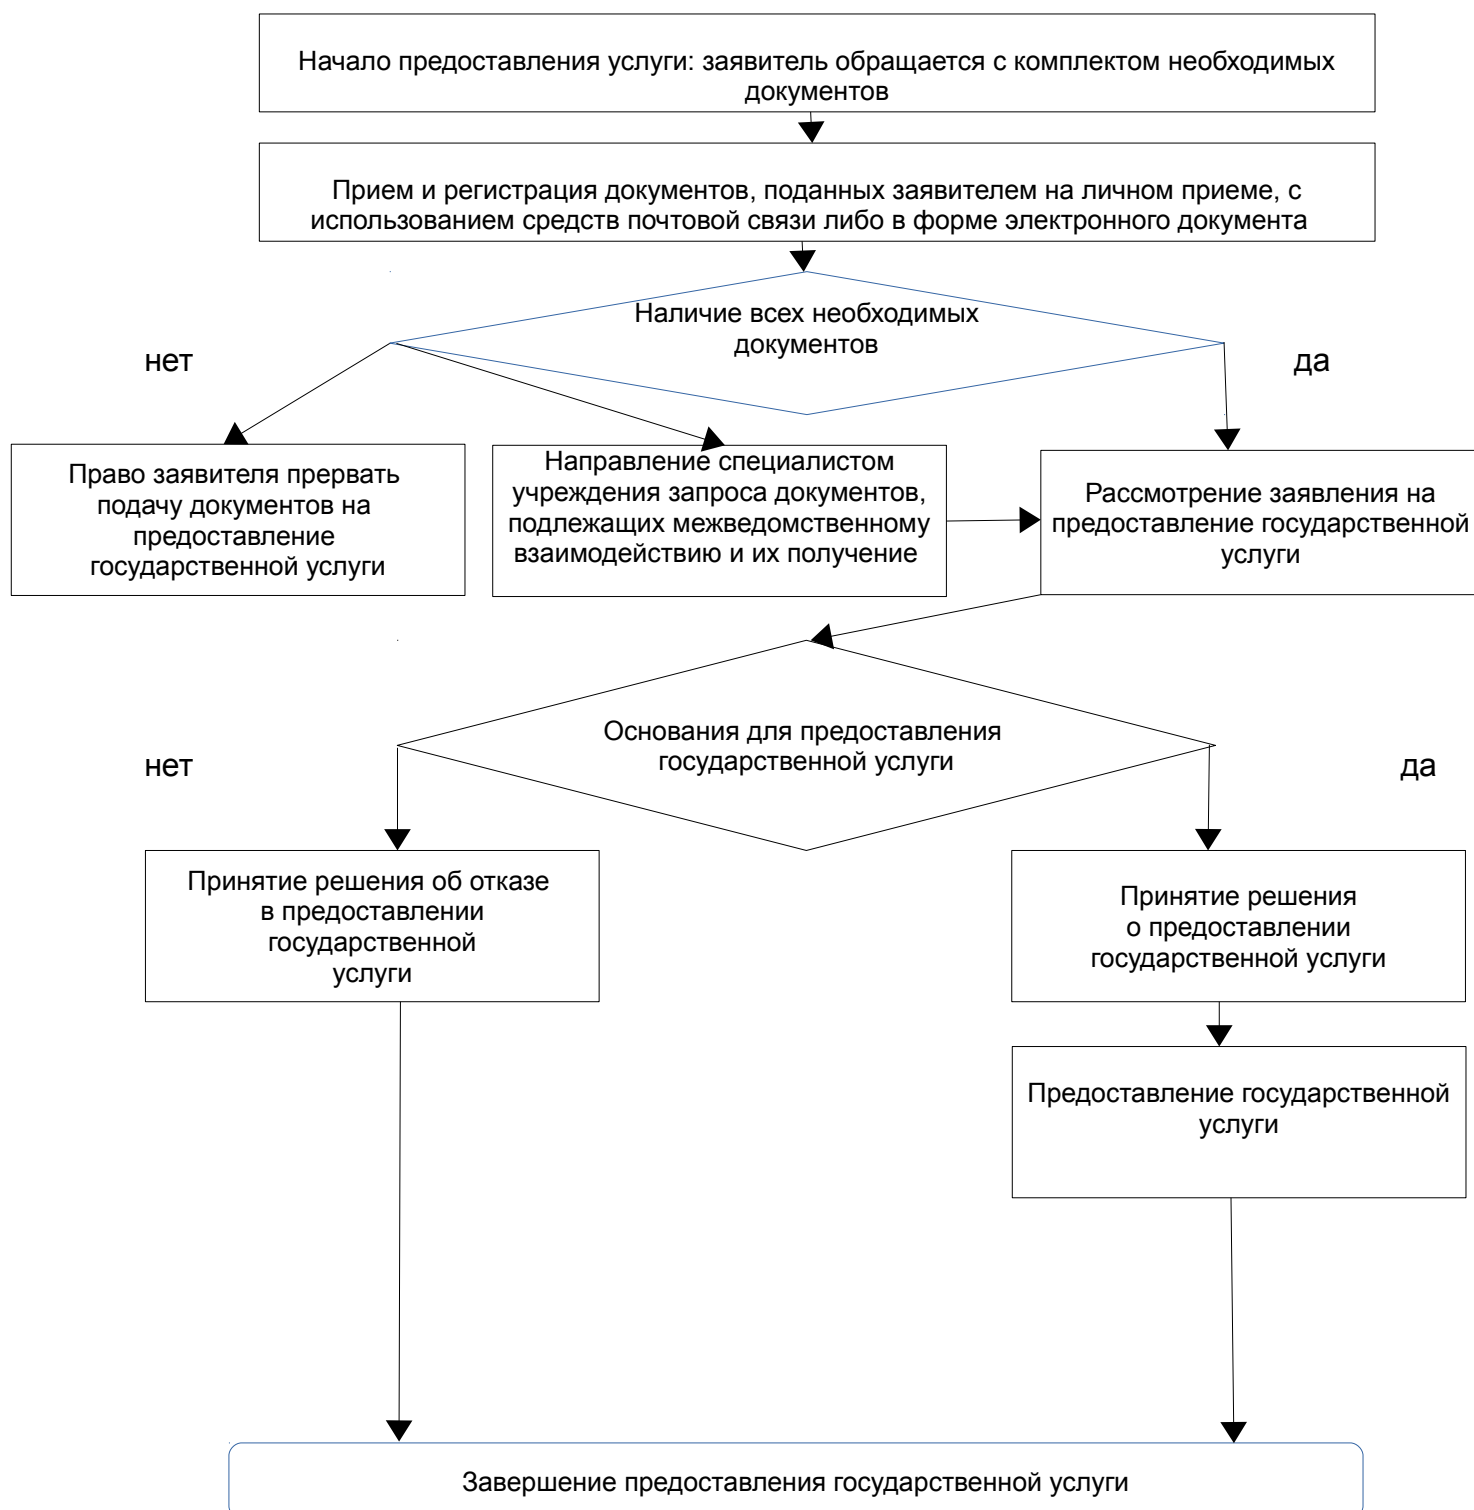 Начало предоставления услуги: заявитель обращается с комплектом необходимых
документов
Прием и регистрация документов, поданных заявителем на личном приеме, с
использованием средств почтовой связи либо в форме электронного документа
Наличие всех необходимых
документов
нет
да
Право заявителя прервать
подачу документов на
предоставление
государственной услуги
Направление специалистом
учреждения запроса документов,
подлежащих межведомственному
взаимодействию и их получение
Рассмотрение заявления на
предоставление государственной
услуги
Основания для предоставления
государственной услуги
нет
да
Принятие решения об отказе
в предоставлении
государственной
услуги
Принятие решения
о предоставлении
государственной услуги
Предоставление государственной
услуги
Завершение предоставления государственной услуги